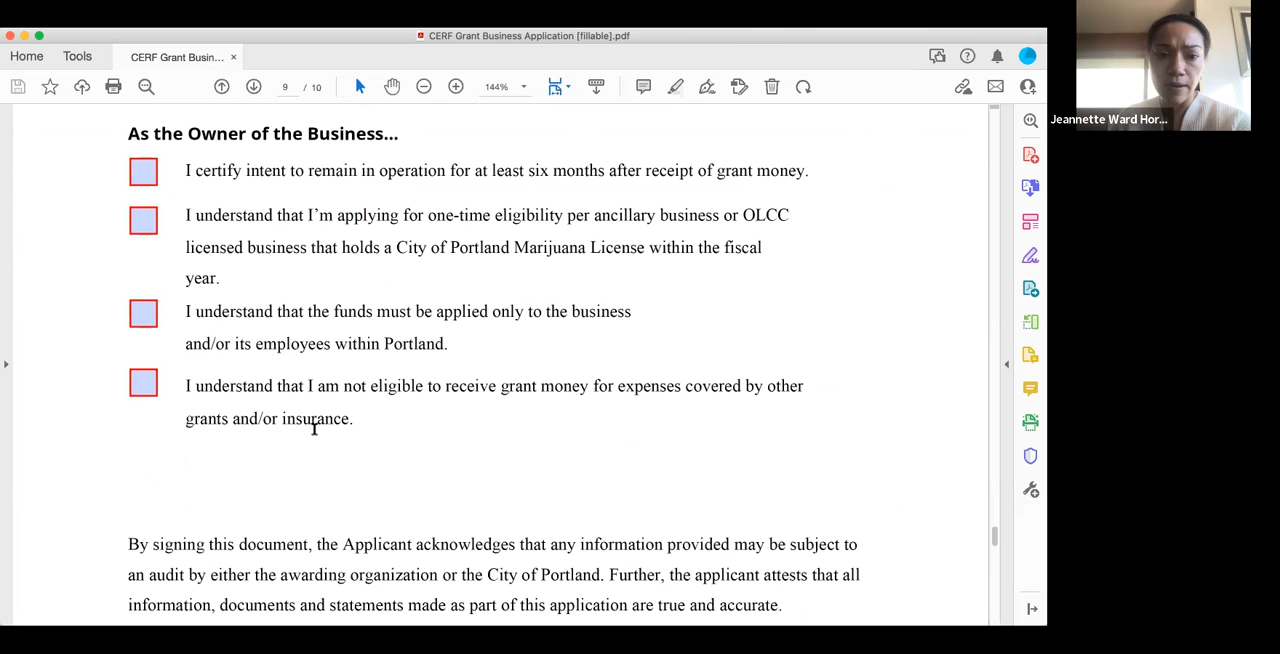 CERF Grant Business Application [fillable].pdf
Home Tools CERF Grant Busin... ×
9 / 10 144%
Jeannette Ward Hor...
As the Owner of the Business...
I certify intent to remain in operation for at least six months after receipt of grant money.
I understand that I'm applying for one-time eligibility per ancillary business or OLCC
licensed business that holds a City of Portland Marijuana License within the fiscal
year.
I understand that the funds must be applied only to the business
and/or its employees within Portland.
I understand that I am not eligible to receive grant money for expenses covered by other
grants and/or insurance.
By signing this document, the Applicant acknowledges that any information provided may be subject to
an audit by either the awarding organization or the City of Portland. Further, the applicant attests that all
information, documents and statements made as part of this application are true and accurate.